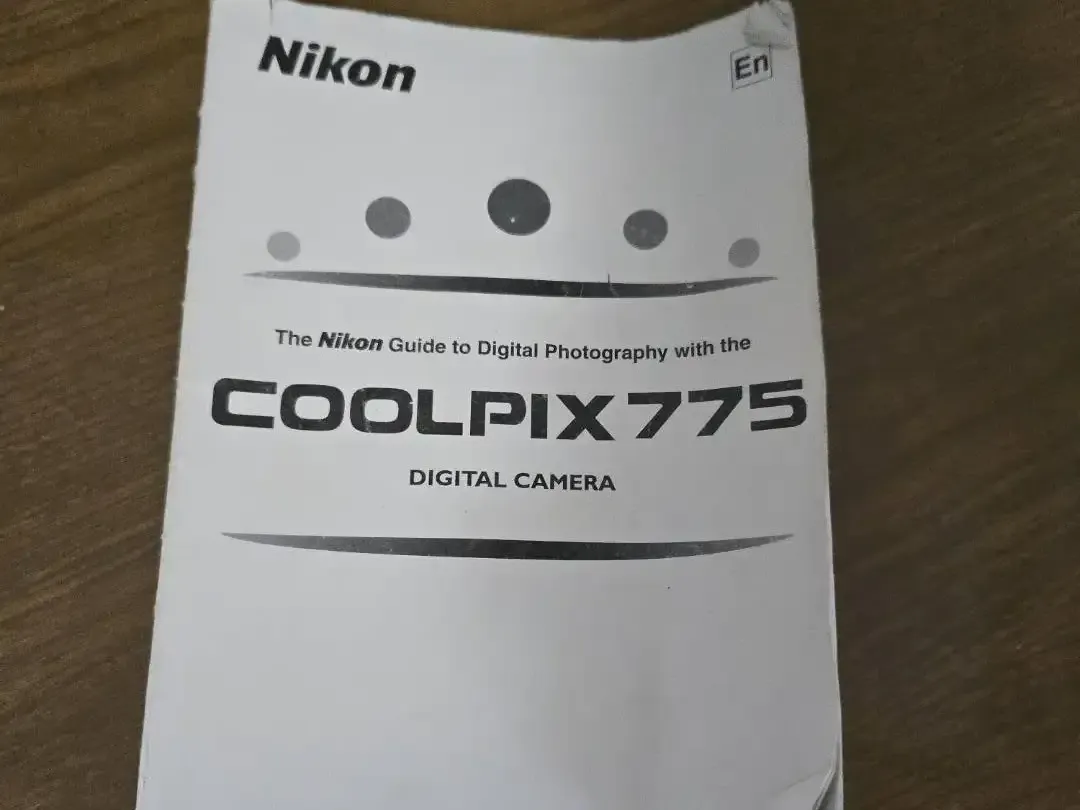 Nikon
En
The Nikon Guide to Digital Photography with the
COOLPIX 775
DIGITAL CAMERA